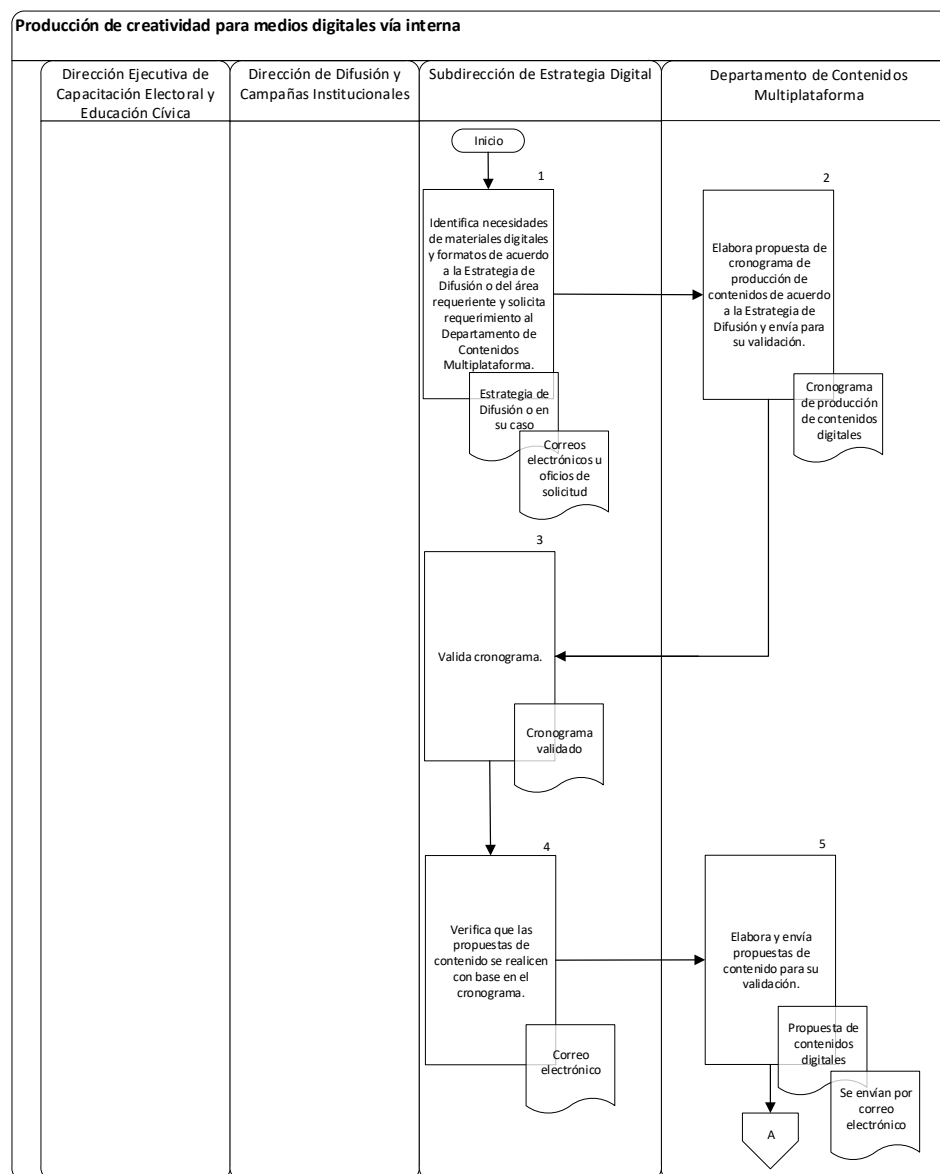 Producción de creatividad para medios digitales vía interna
Dirección Ejecutiva de
Capacitación Electoral y
Educación Cívica
Dirección de Difusión y
Campañas Institucionales
Subdirección de Estrategia Digital
Departamento de Contenidos
Multiplataforma
Inicio
1
Identifica necesidades
de materiales digitales
y formatos de acuerdo
a la Estrategia de
Difusión o del área
requeriente y solicita
requerimiento al
Departamento de
Contenidos
Multiplataforma.
Estrategia de
Difusión o en
su caso
Correos
electrónicos u
oficios de
solicitud
2
Elabora propuesta de
cronograma de
producción de
contenidos de acuerdo
a la Estrategia de
Difusión y envía para
su validación.
Cronograma
de producción
de contenidos
digitales
3
Valida cronograma.
Cronograma
validado
4
Verifica que las
propuestas de
contenido se realicen
con base en el
cronograma.
Correo
electrónico
5
Elabora y envía
propuestas de
contenido para su
validación.
Propuesta de
contenidos
digitales
Se envían por
correo
electrónico
A